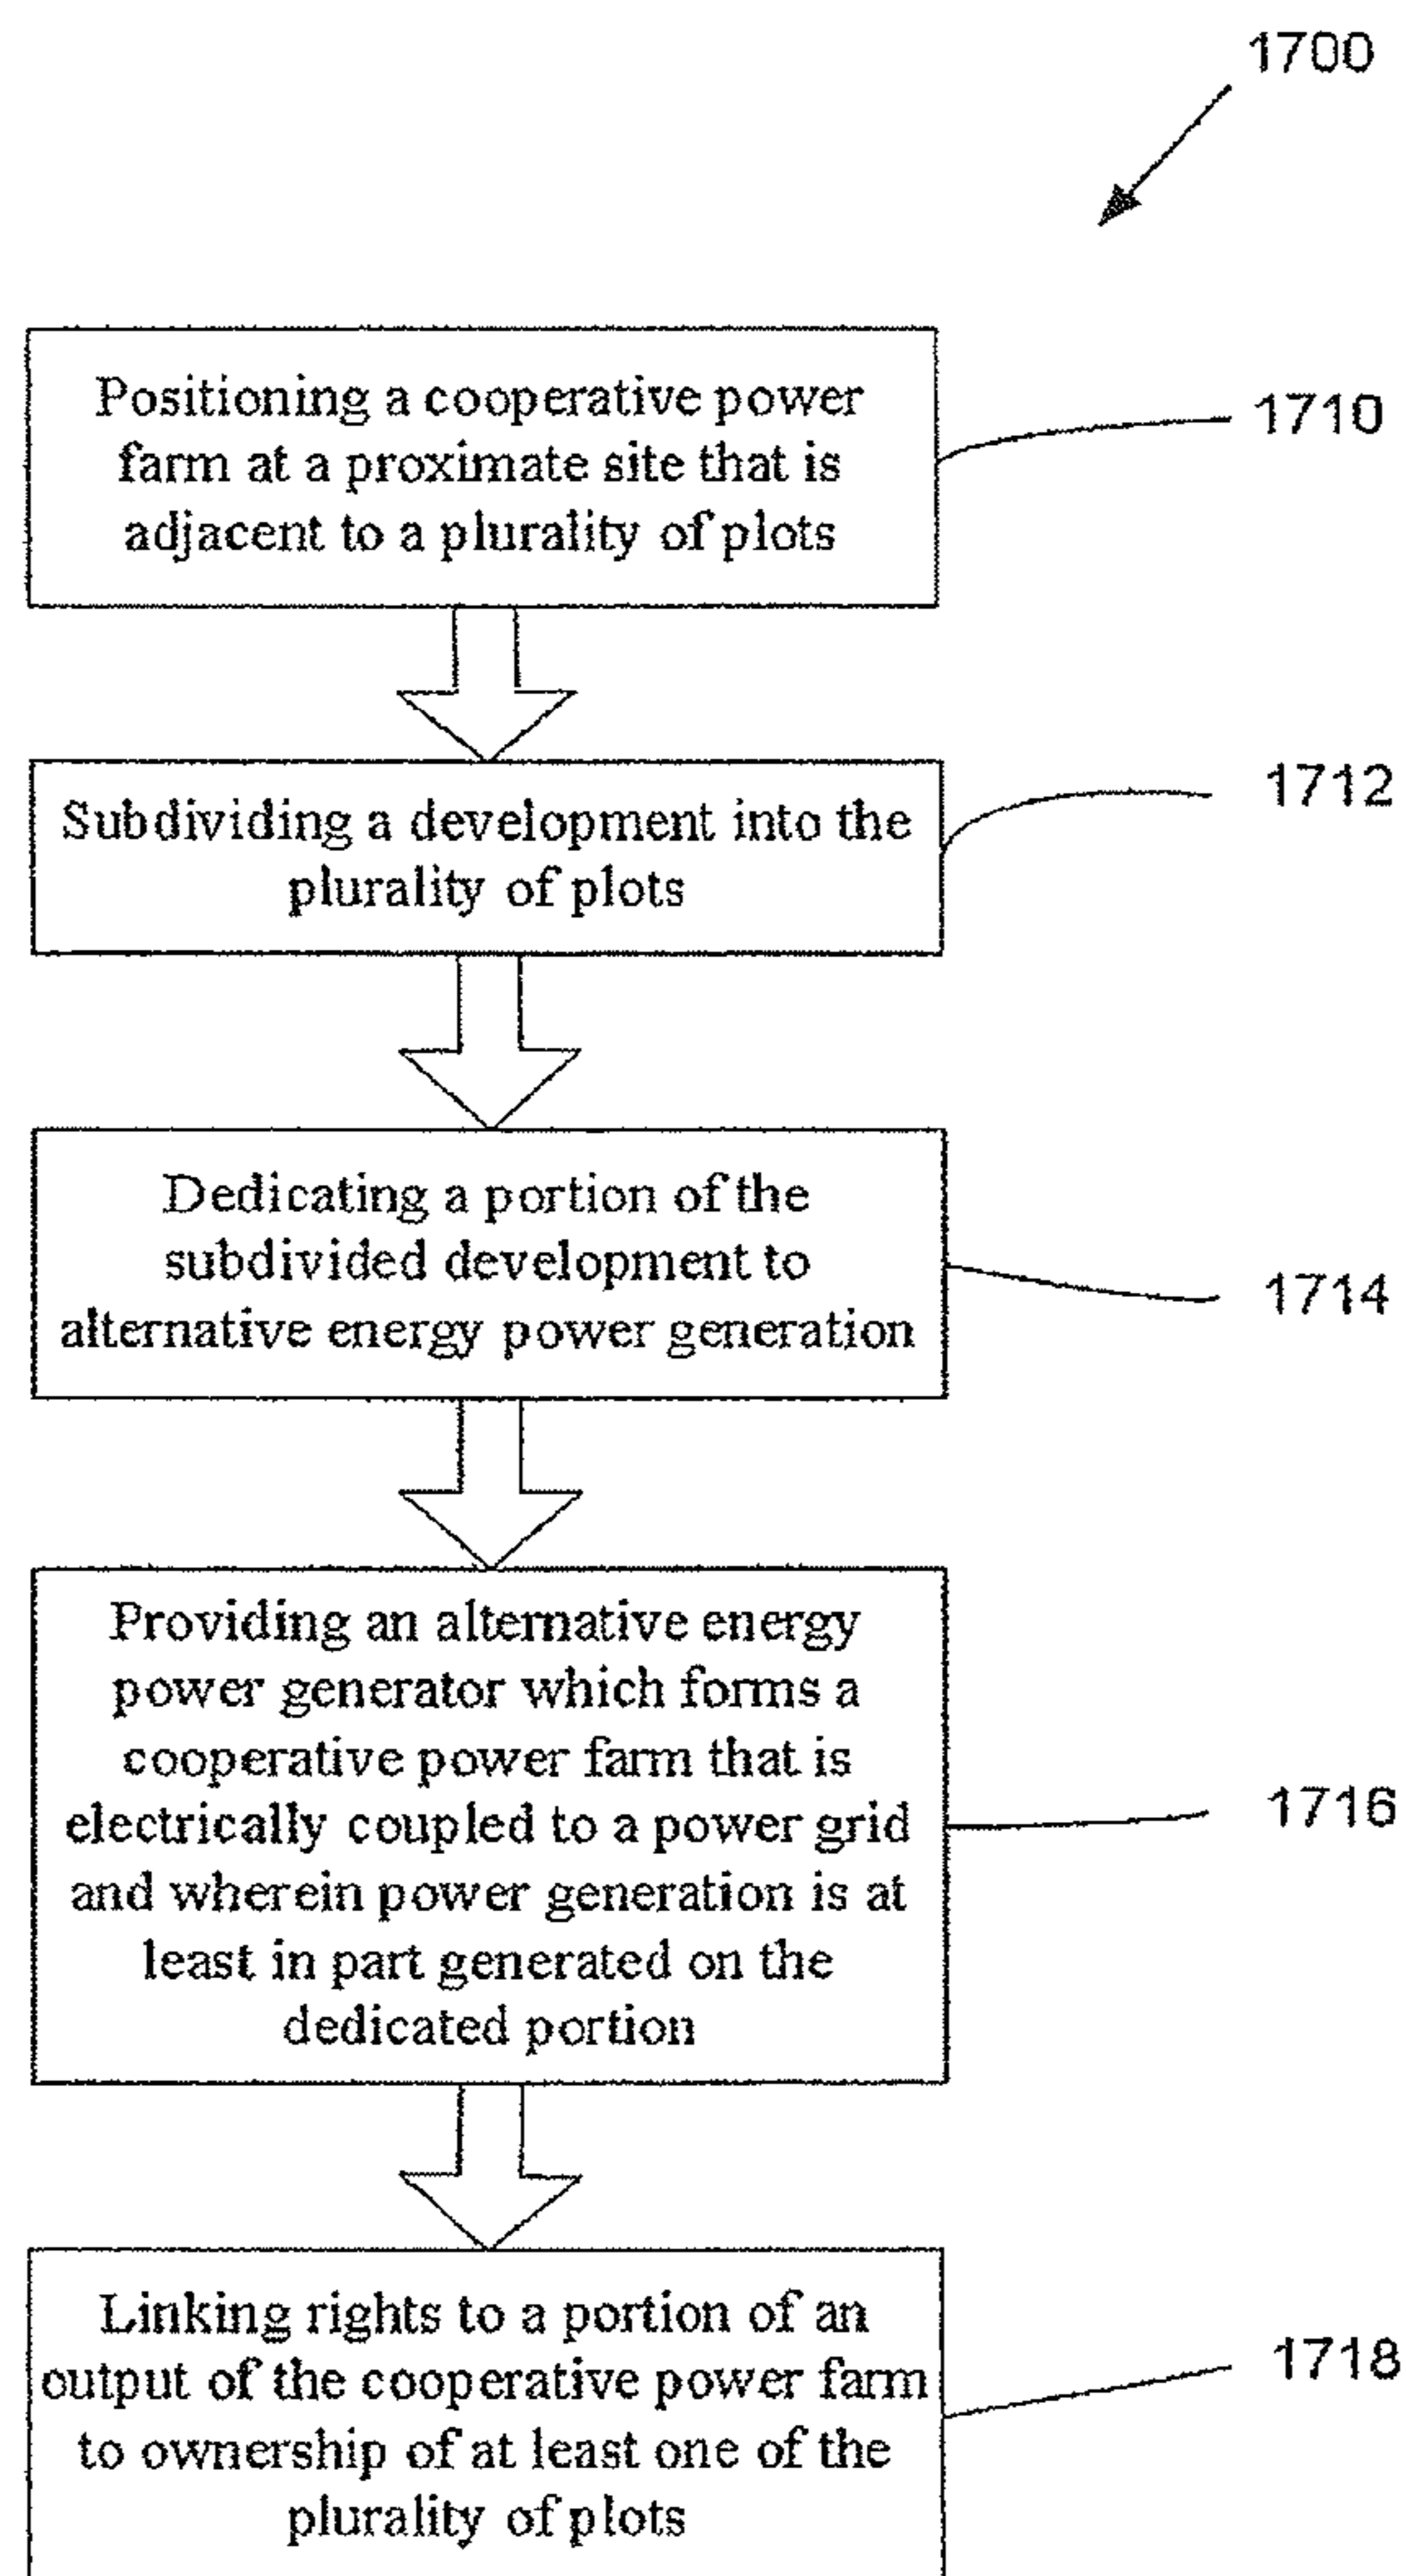 1700
Positioning a cooperative power
farm at a proximate site that is
adjacent to a plurality of plots
1710
Subdividing a development into the
plurality of plots
1712
Dedicating a portion of the
subdivided development to
alternative energy power generation
1714
Providing an alternative energy
power generator which forms a
cooperative power farm that is
electrically coupled to a power grid
and wherein power generation is at
least in part generated on the
dedicated portion
1716
Linking rights to a portion of an
output of the cooperative power farm
to ownership of at least one of the
plurality of plots
1718